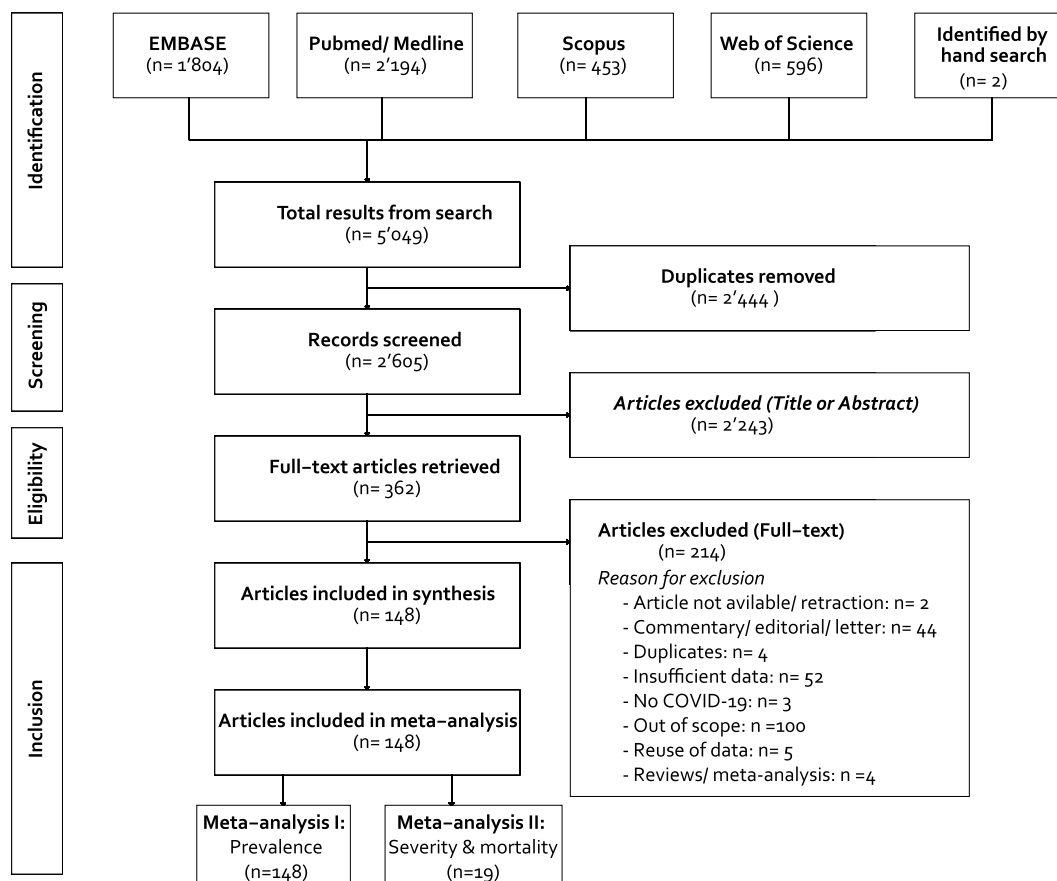 Identification
EMBASE
(n= 1’804)
Pubmed/ Medline
(n= 2’194)
Scopus
(n= 453)
Web of Science
(n= 596)
Identified by
hand search
(n= 2)
Total results from search
(n= 5’049)
Duplicates removed
(n= 2’444 )
Screening
Records screened
(n= 2’605)
Articles excluded (Title or Abstract)
(n= 2’243)
Eligibility
Full–text articles retrieved
(n= 362)
Articles excluded (Full–text)
(n= 214)
Reason for exclusion
- Article not avilable/ retraction: n= 2
- Commentary/ editorial/ letter: n= 44
- Duplicates: n= 4
- Insufficient data: n= 52
- No COVID-19: n= 3
- Out of scope: n =100
- Reuse of data: n= 5
- Reviews/ meta-analysis: n =4
Inclusion
Articles included in synthesis
(n= 148)
Articles included in meta–analysis
(n= 148)
Meta–analysis I:
Prevalence
(n=148)
Meta–analysis II:
Severity & mortality
(n=19)